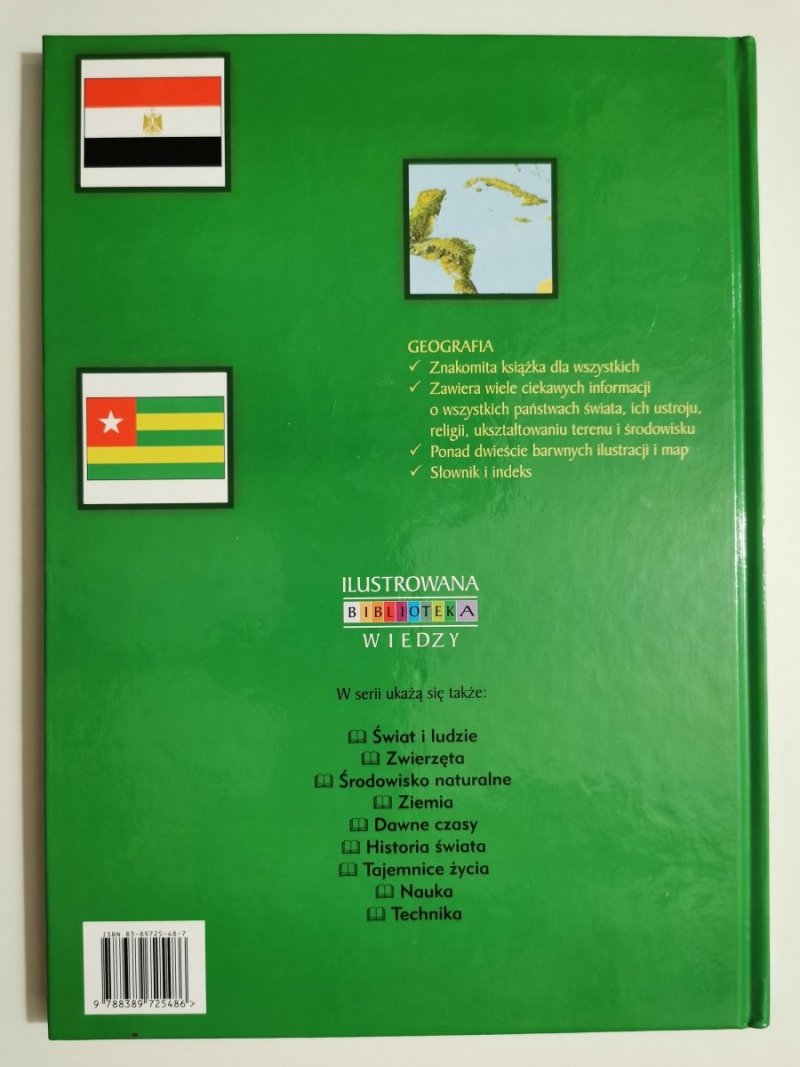 GEOGRAFIA
✓ Znakomita książka dla wszystkich
✓ Zawiera wiele ciekawych informacji
o wszystkich państwach świata, ich ustroju,
religii, ukształtowaniu terenu i środowisku
✓ Ponad dwieście barwnych ilustracji i map
✓ Słownik i indeks
ILUSTROWANA
BIBLIOTEKA
WIEDZY
W serii ukażą się także:
Świat i ludzie
Zwierzęta
Środowisko naturalne
Ziemia
Dawne czasy
Historia świata
Tajemnice życia
Nauka
Technika
ISBN 83-89725-48-7
9 788389 725486 >